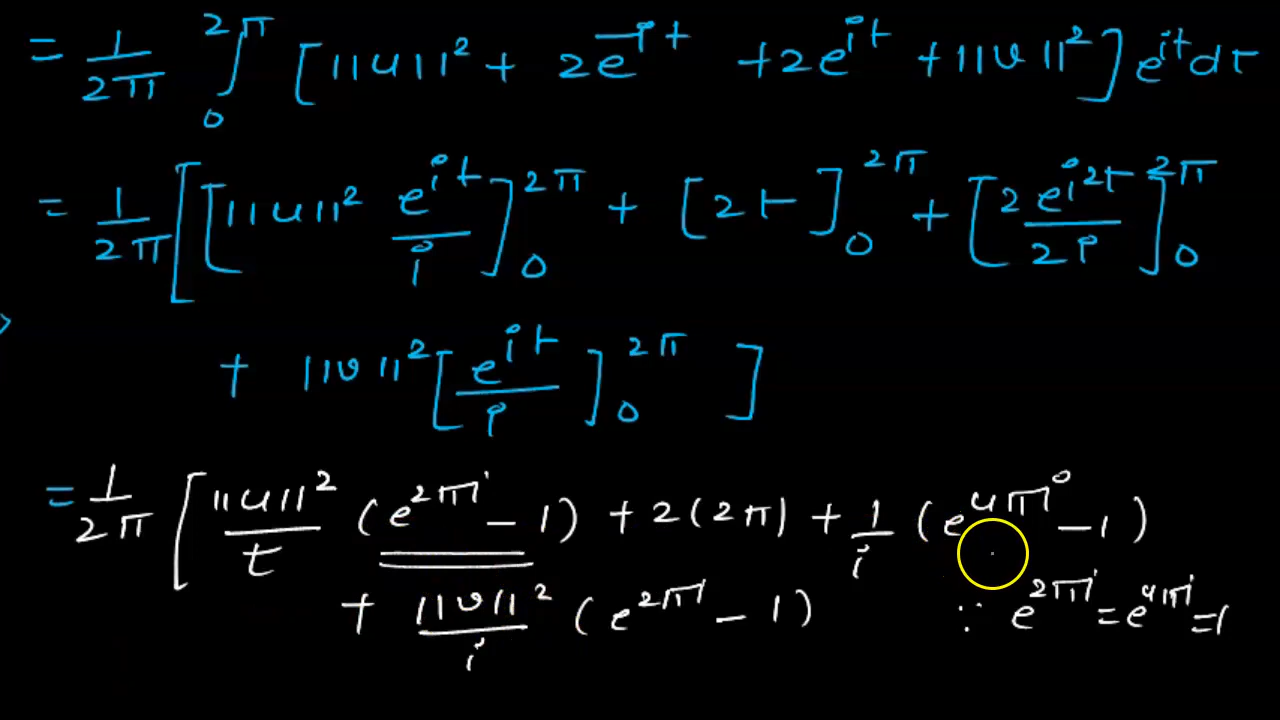 = 1/2π ∫₀^2π [||u||² + 2e^-it + 2e^it + ||v||²] e^it dt
= 1/2π [[||u||² e^it/i]₀^2π + [2t]₀^2π + [2e^i2t/2i]₀^2π
+ ||v||² [e^it/i]₀^2π ]
= 1/2π [||u||²/t (e^2πi - 1) + 2(2π) + 1/i (e^4πi - 1)
+ ||v||²/i (e^2πi - 1) ∵ e^2πi = e^4πi = 1